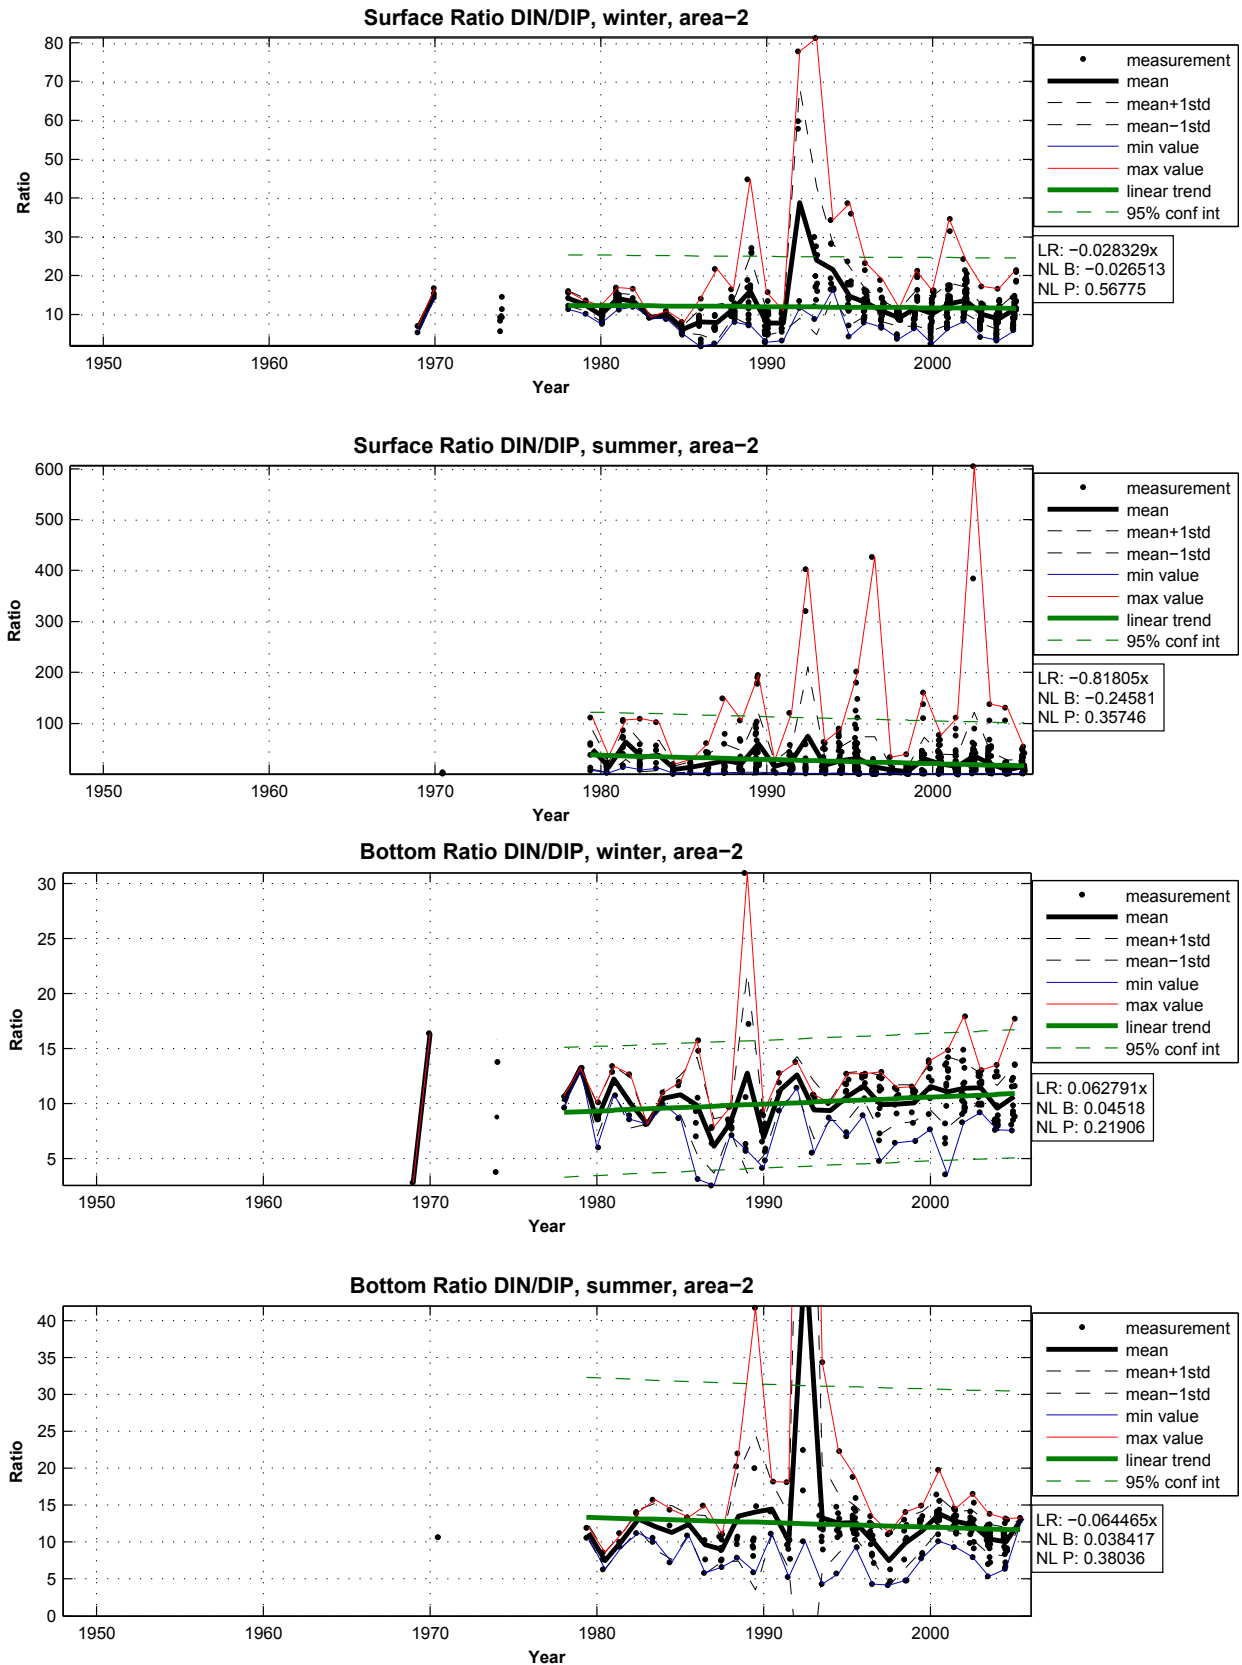 Surface Ratio DIN/DIP, winter, area−2
80
70
60
50
40
30
20
10
Ratio
1950 1960 1970 1980 1990 2000
Year
measurement
mean
mean+1std
mean−1std
min value
max value
linear trend
95% conf int
LR: −0.028329x
NL B: −0.026513
NL P: 0.56775
Surface Ratio DIN/DIP, summer, area−2
600
500
400
300
200
100
Ratio
1950 1960 1970 1980 1990 2000
Year
measurement
mean
mean+1std
mean−1std
min value
max value
linear trend
95% conf int
LR: −0.81805x
NL B: −0.24581
NL P: 0.35746
Bottom Ratio DIN/DIP, winter, area−2
30
25
20
15
10
5
Ratio
1950 1960 1970 1980 1990 2000
Year
measurement
mean
mean+1std
mean−1std
min value
max value
linear trend
95% conf int
LR: 0.062791x
NL B: 0.04518
NL P: 0.21906
Bottom Ratio DIN/DIP, summer, area−2
40
35
30
25
20
15
10
5
0
Ratio
1950 1960 1970 1980 1990 2000
Year
measurement
mean
mean+1std
mean−1std
min value
max value
linear trend
95% conf int
LR: −0.064465x
NL B: 0.038417
NL P: 0.38036